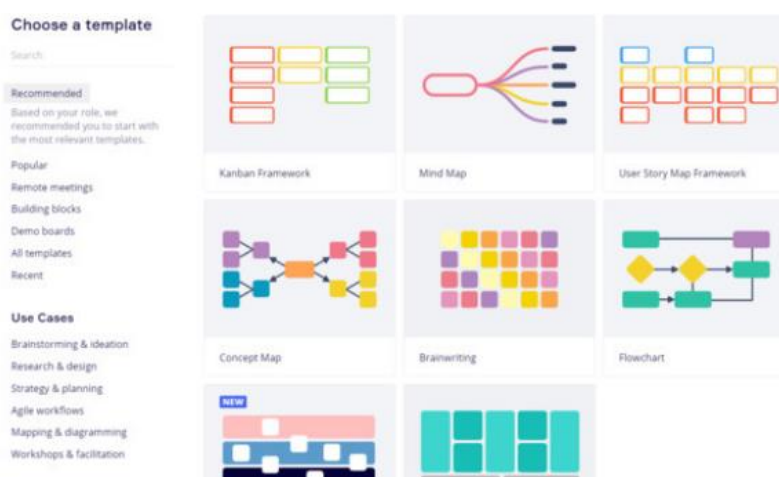 Choose a template
Search
Recommended
Based on your role, we
recommended you to start with
the most relevant templates.
Popular
Remote meetings
Building blocks
Demo boards
All templates
Recent
Use Cases
Brainstorming & ideation
Research & design
Strategy & planning
Agile workflows
Mapping & diagramming
Workshops & facilitation
Kanban Framework
Mind Map
User Story Map Framework
Concept Map
Brainwriting
Flowchart
NEW